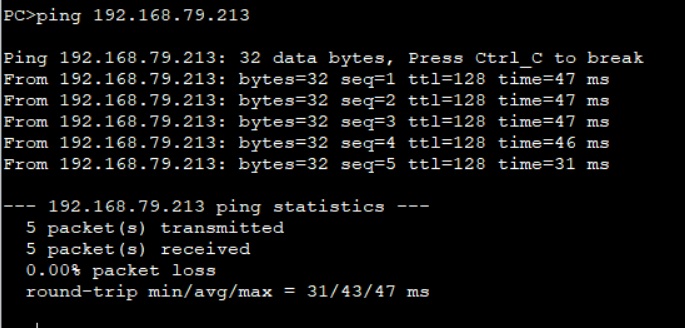 PC>ping 192.168.79.213
Ping 192.168.79.213: 32 data bytes, Press Ctrl_C to break
From 192.168.79.213: bytes=32 seq=1 ttl=128 time=47 ms
From 192.168.79.213: bytes=32 seq=2 ttl=128 time=47 ms
From 192.168.79.213: bytes=32 seq=3 ttl=128 time=47 ms
From 192.168.79.213: bytes=32 seq=4 ttl=128 time=46 ms
From 192.168.79.213: bytes=32 seq=5 ttl=128 time=31 ms
--- 192.168.79.213 ping statistics ---
5 packet(s) transmitted
5 packet(s) received
0.00% packet loss
round-trip min/avg/max = 31/43/47 ms